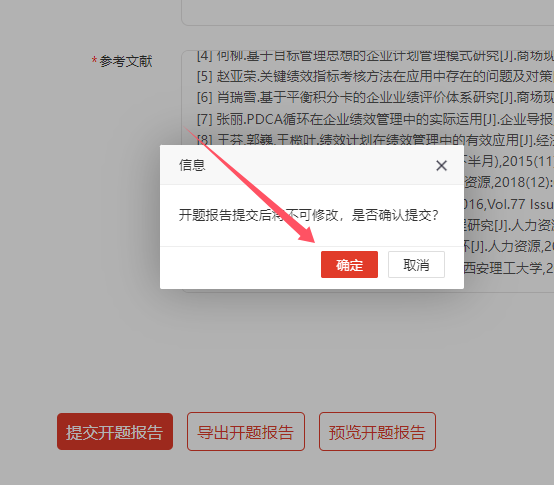 *参考文献
[4] 何柳.基于目标管理思想的企业计划管理模式研究[J].商场现
[5] 赵亚荣.关键绩效指标考核方法在应用中存在的问题及对策
[6] 肖瑞雪.基于平衡积分卡的企业业绩评价体系研究[J].商场现
[7] 张丽.PDCA循环在企业绩效管理中的实际运用[J].企业导报
[8] 王芬,郭巍,王榄叶.绩效计划在绩效管理中的有效应用[J].经济
下半月),2015(11
资源,2018(12):
016,Vol.77 Issu
程研究[J].人力资源
环[J].人力资源,20
西安理工大学,2
信息
开题报告提交后将不可修改，是否确认提交?
确定
取消
提交开题报告
导出开题报告
预览开题报告